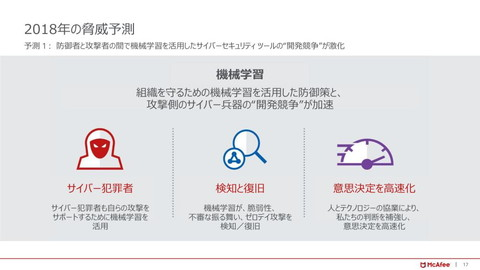 2018年の脅威予測
予測 1： 防御者と攻撃者の間で機械学習を活用したサイバーセキュリティ ツールの“開発競争”が激化
機械学習
組織を守るための機械学習を活用した防御策と、
攻撃側のサイバー兵器の“開発競争”が加速
サイバー犯罪者
サイバー犯罪者も自らの攻撃を
サポートするために機械学習を
活用
検知と復旧
機械学習が、脆弱性、
不審な振る舞い、ゼロデイ攻撃を
検知／復旧
意思決定を高速化
人とテクノロジーの協業により、
私たちの判断を補強し、
意思決定を高速化
McAfee | 17